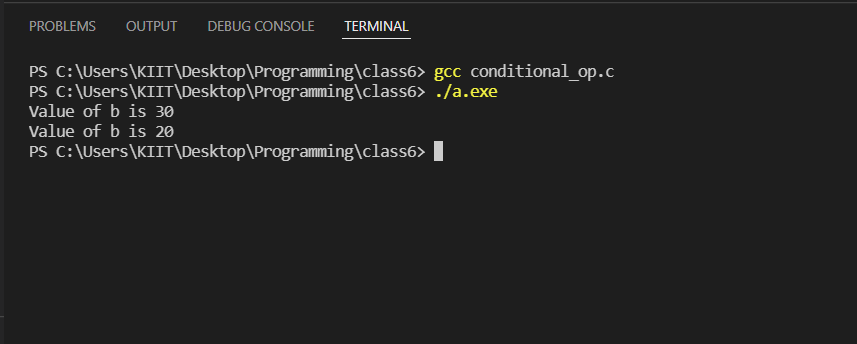 PROBLEMS OUTPUT DEBUG CONSOLE TERMINAL
PS C:\Users\KIIT\Desktop\Programming\class6> gcc conditional_op.c
PS C:\Users\KIIT\Desktop\Programming\class6> ./a.exe
Value of b is 30
Value of b is 20
PS C:\Users\KIIT\Desktop\Programming\class6>